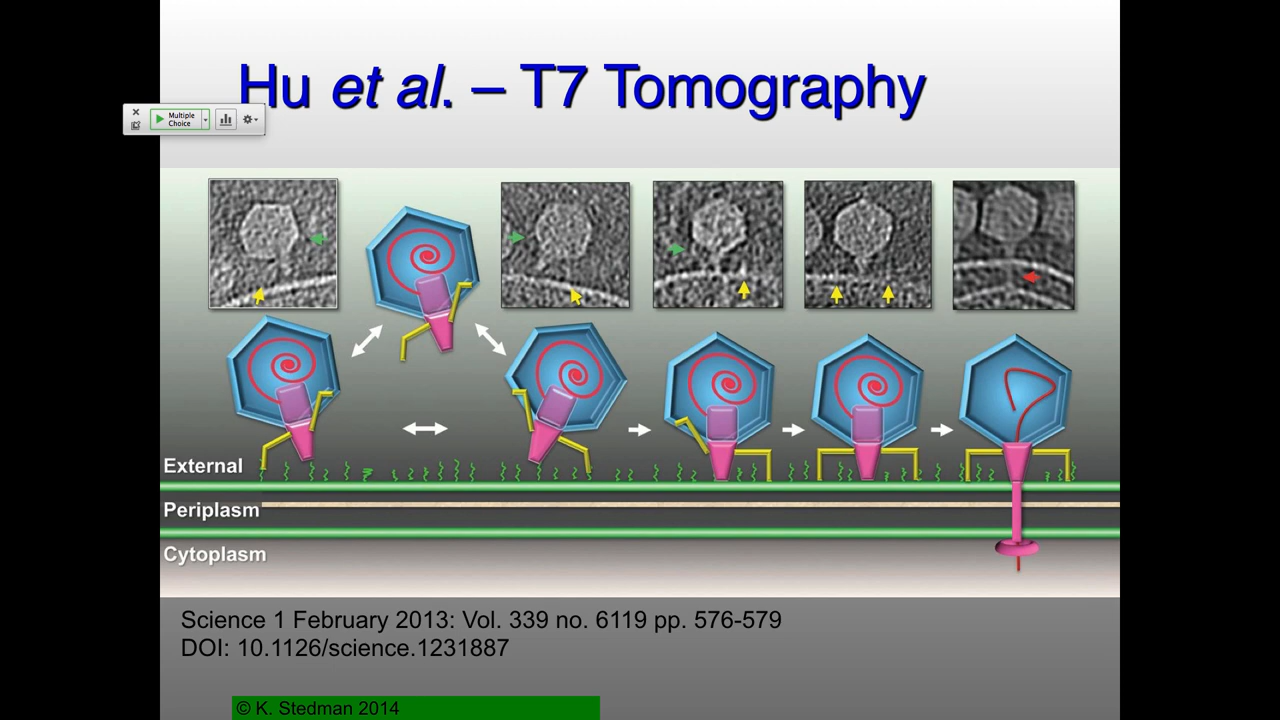 Hu et al. – T7 Tomography
Multiple
Choice
External
Periplasm
Cytoplasm
Science 1 February 2013: Vol. 339 no. 6119 pp. 576-579
DOI: 10.1126/science.1231887
© K. Stedman 2014